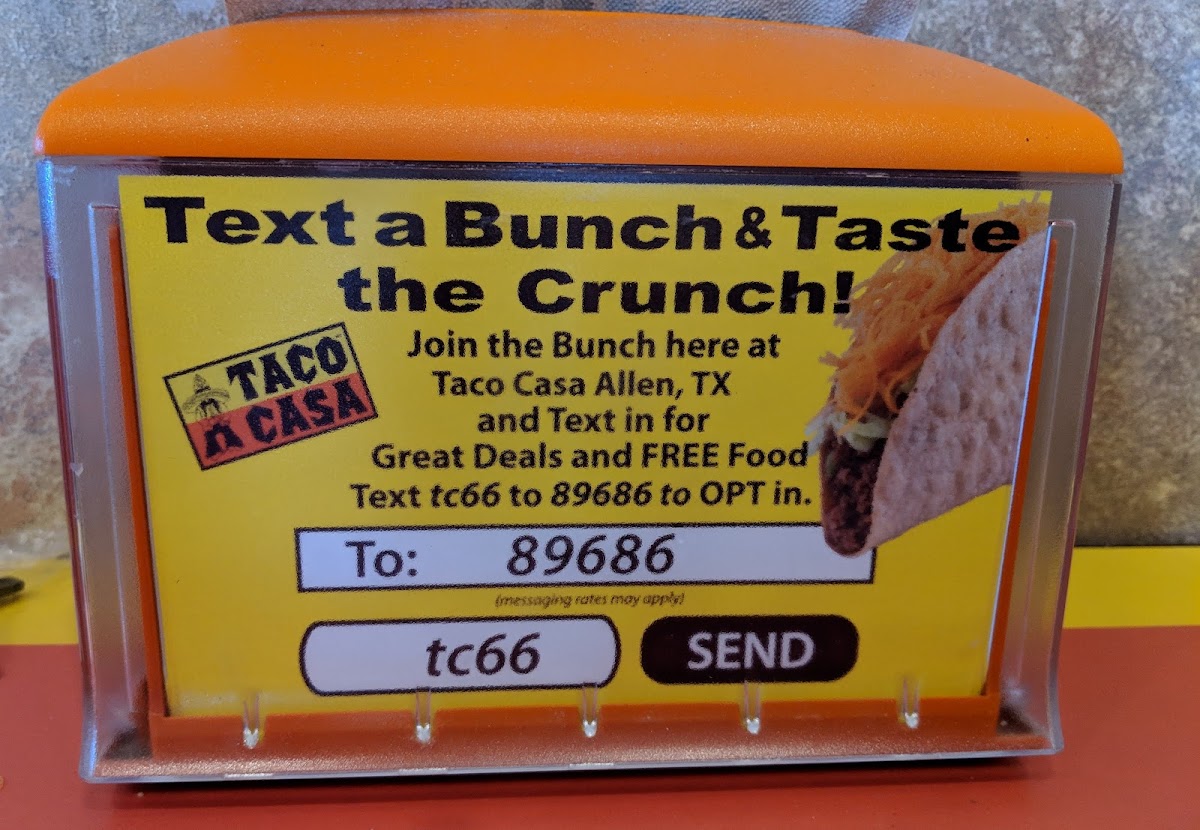 Text a Bunch & Taste
the Crunch!
TACO
CASA
Join the Bunch here at
Taco Casa Allen, TX
and Text in for
Great Deals and FREE Food
Text tc66 to 89686 to OPT in.
To: 89686
(messaging rates may apply)
tc66 SEND